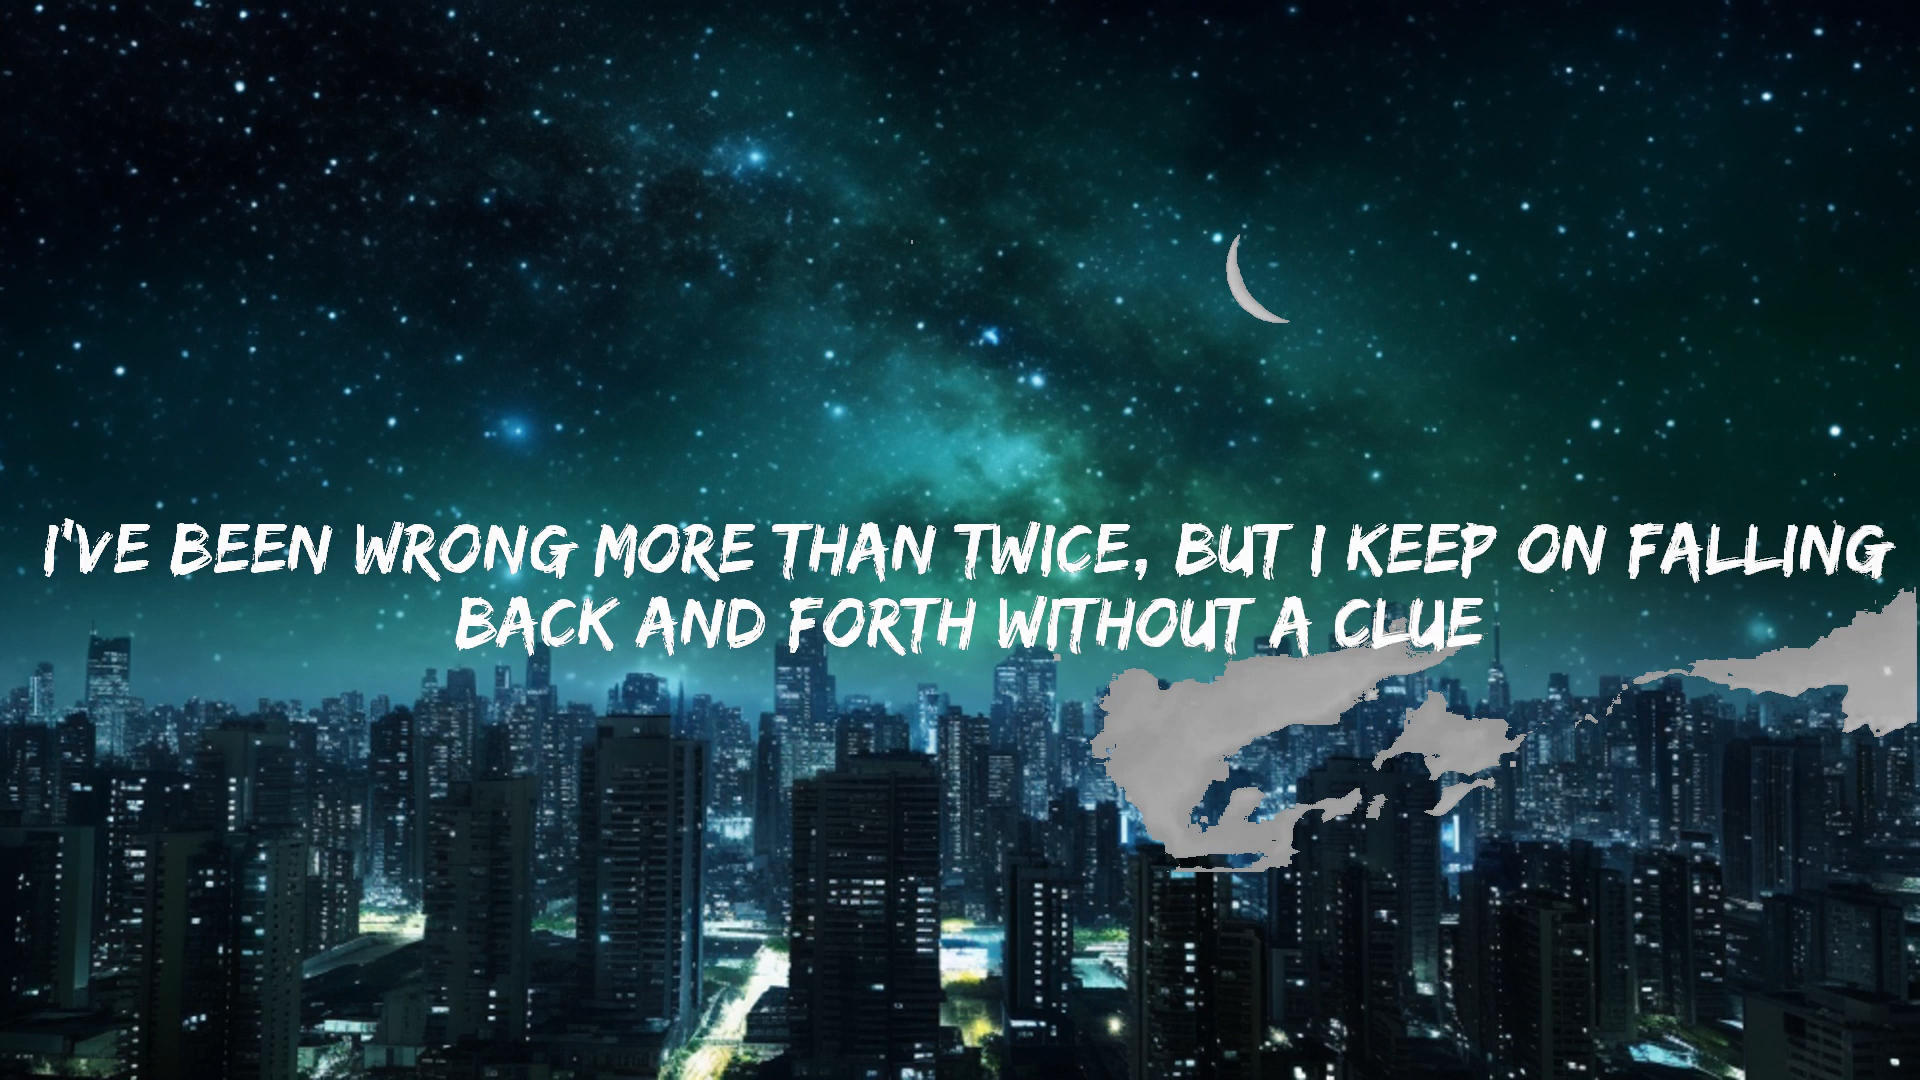 I'VE BEEN WRONG MORE THAN TWICE, BUT I KEEP ON FALLING
BACK AND FORTH WITHOUT A CLUE